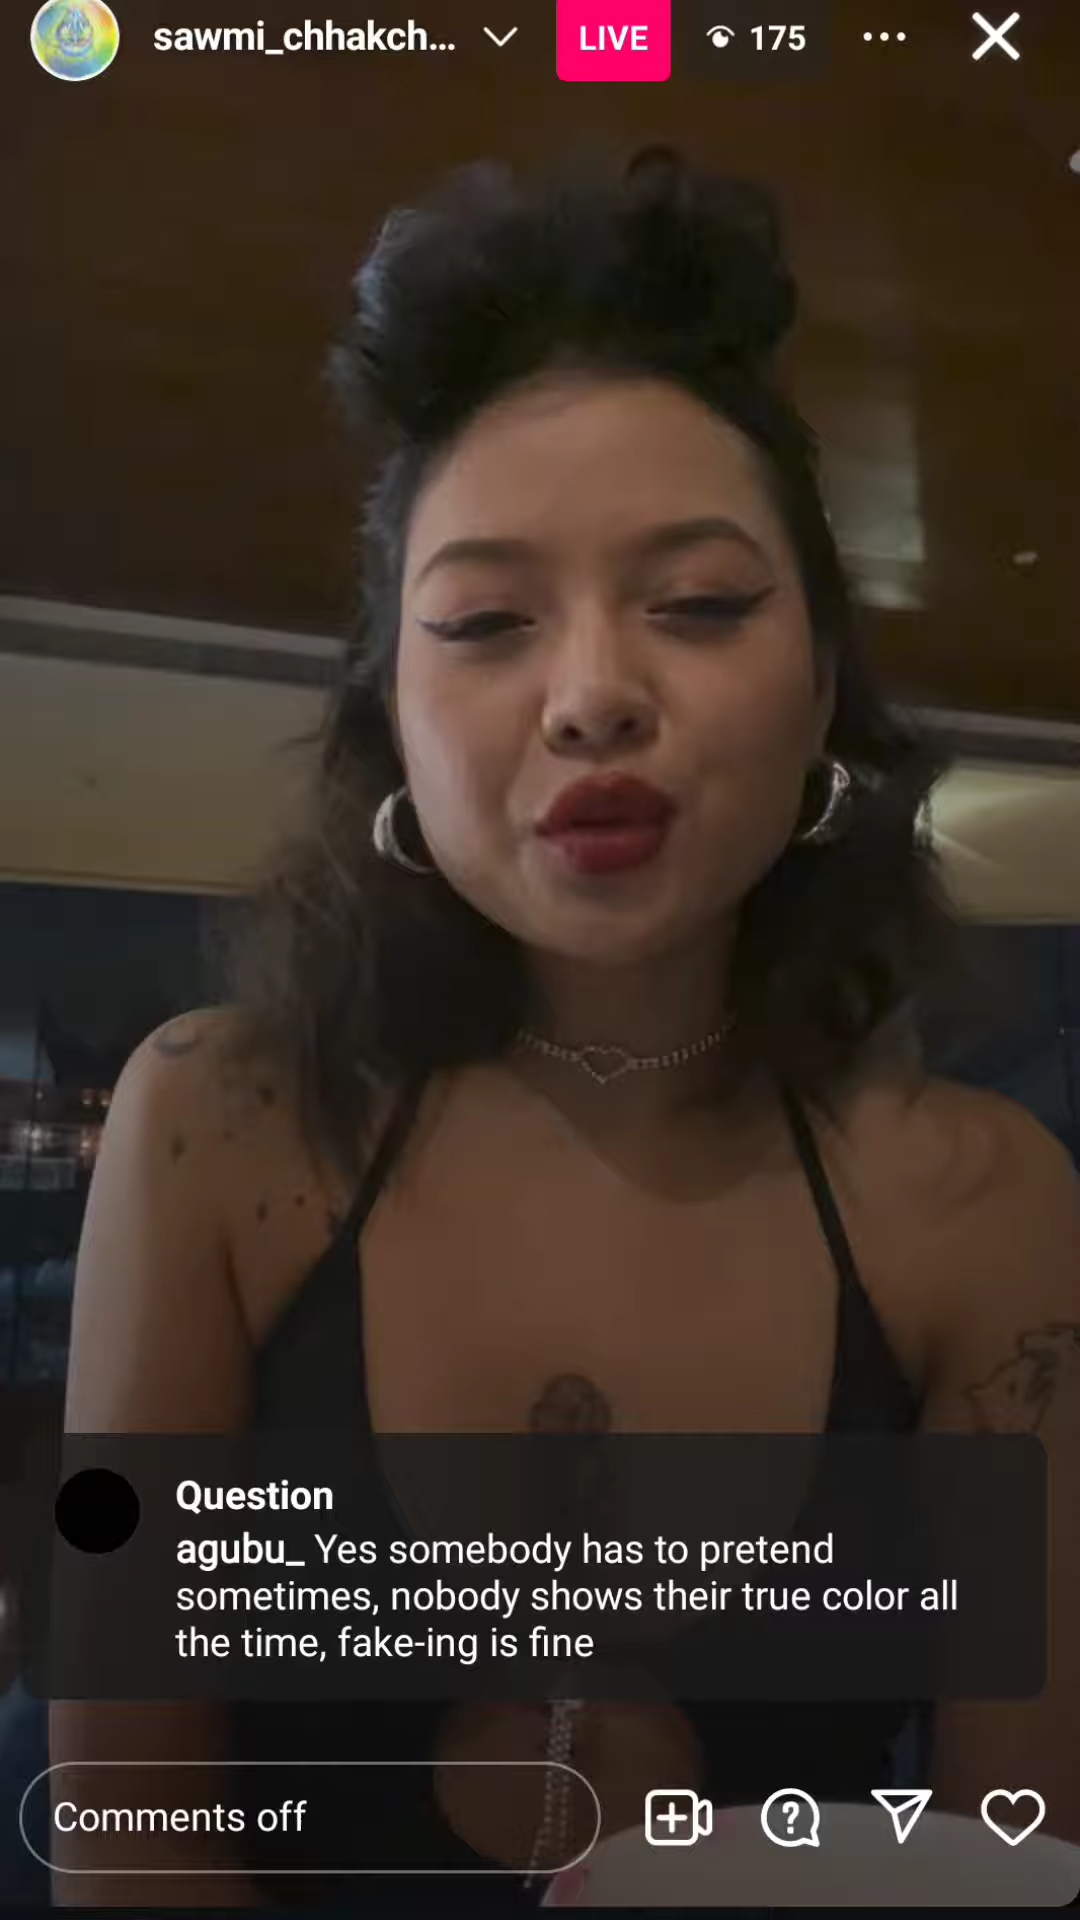 sawmi_chhakch...
LIVE
175
Question
agubu_ Yes somebody has to pretend
sometimes, nobody shows their true color all
the time, fake-ing is fine
Comments off